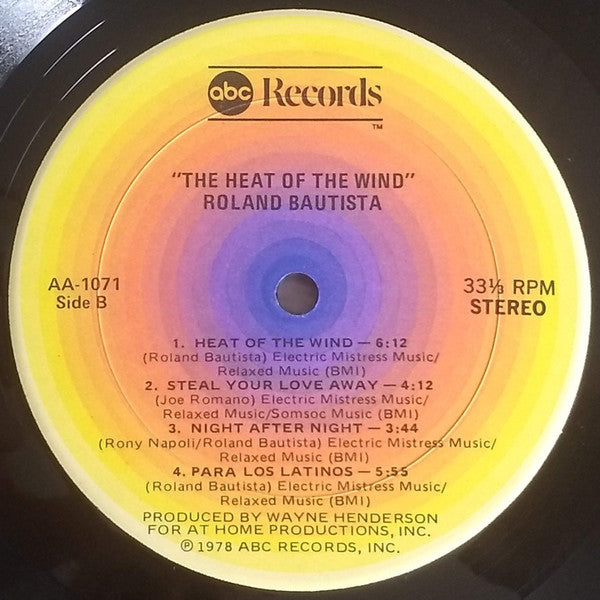 abc Records
TM
"THE HEAT OF THE WIND"
ROLAND BAUTISTA
AA-1071
Side B
33⅓ RPM
STEREO
1. HEAT OF THE WIND — 6:12
(Roland Bautista) Electric Mistress Music/
Relaxed Music (BMI)
2. STEAL YOUR LOVE AWAY — 4:12
(Joe Romano) Electric Mistress Music/
Relaxed Music/Somsoc Music (BMI)
3. NIGHT AFTER NIGHT — 3:44
(Rony Napoli/Roland Bautista) Electric Mistress Music/
Relaxed Music (BMI)
4. PARA LOS LATINOS — 5:55
(Roland Bautista) Electric Mistress Music/
Relaxed Music (BMI)
PRODUCED BY WAYNE HENDERSON
FOR AT HOME PRODUCTIONS, INC.
℗ 1978 ABC RECORDS, INC.